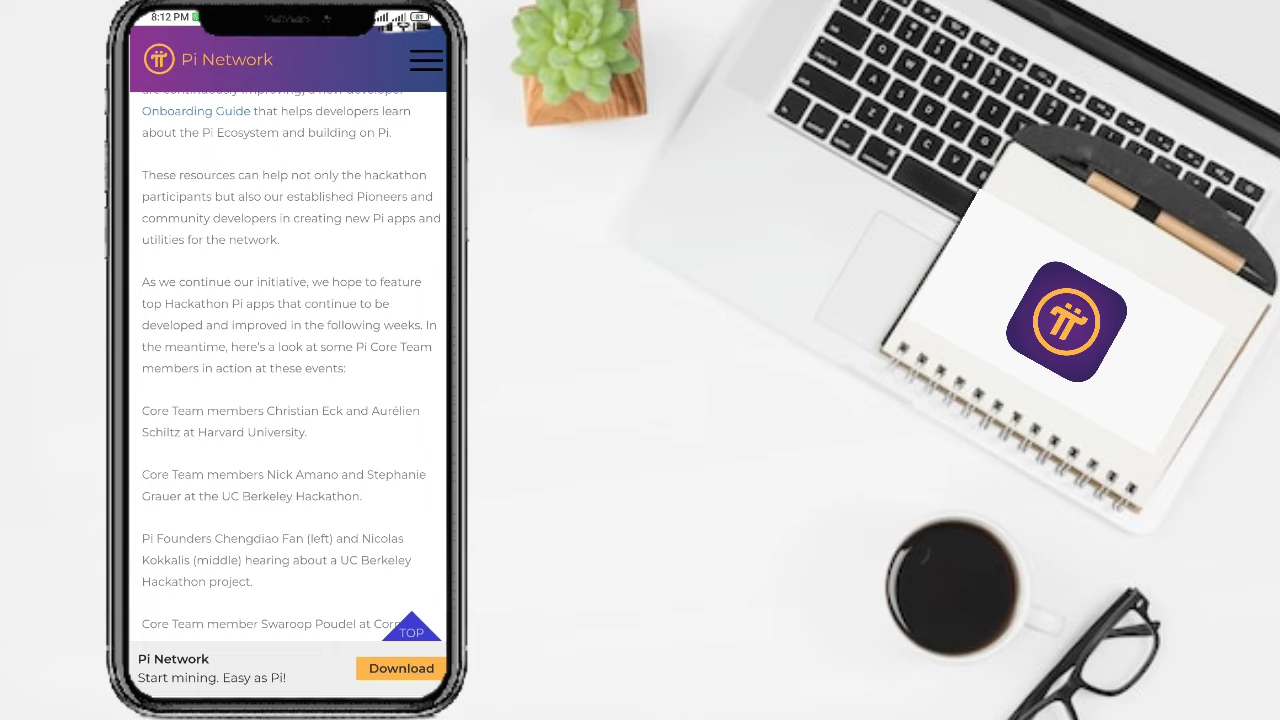 8:12 PM
81
Pi Network
are continuously improving, a new developer
Onboarding Guide that helps developers learn
about the Pi Ecosystem and building on Pi.
These resources can help not only the hackathon
participants but also our established Pioneers and
community developers in creating new Pi apps and
utilities for the network.
As we continue our initiative, we hope to feature
top Hackathon Pi apps that continue to be
developed and improved in the following weeks. In
the meantime, here's a look at some Pi Core Team
members in action at these events:
Core Team members Christian Eck and Aurélien
Schiltz at Harvard University.
Core Team members Nick Amano and Stephanie
Grauer at the UC Berkeley Hackathon.
Pi Founders Chengdiao Fan (left) and Nicolas
Kokkalis (middle) hearing about a UC Berkeley
Hackathon project.
Core Team member Swaroop Poudel at
TOP
Pi Network
Start mining. Easy as Pi!
Download